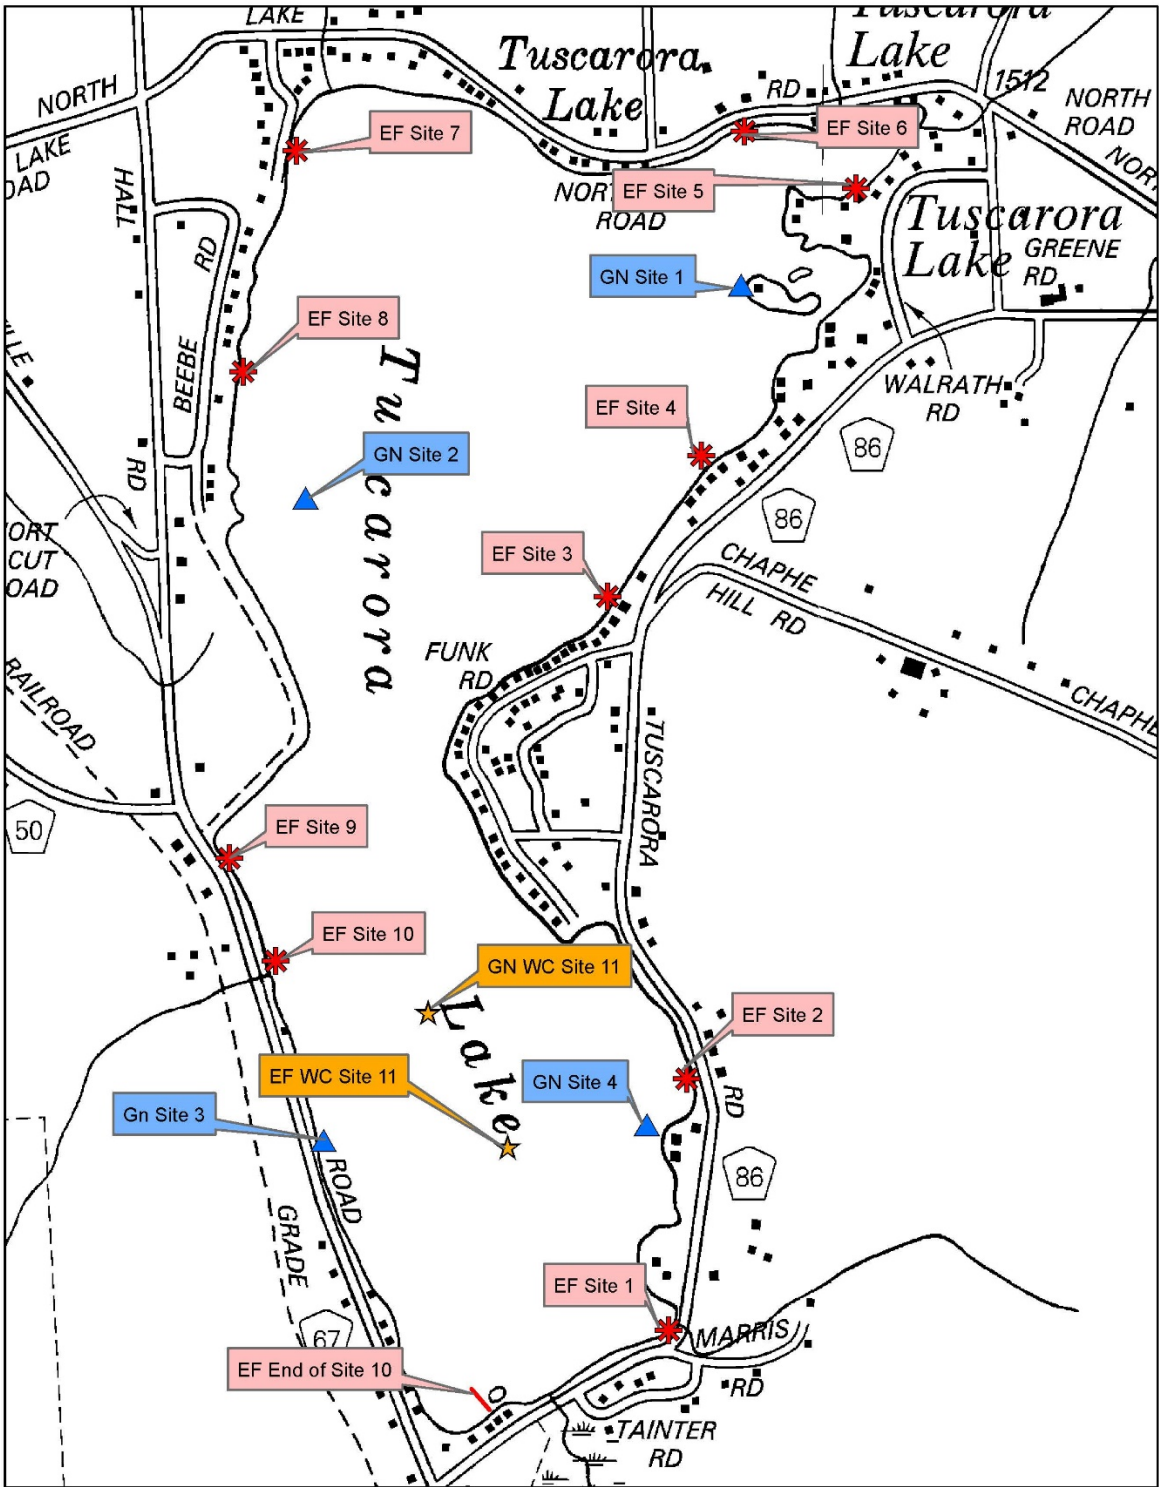 LAKE
Tuscarora
Lake
Tuscarora
Lake
NORTH
LAKE
OAD
RD
1512
NORTH
ROAD
EF Site 7
EF Site 6
HALL
EF Site 5
ROAD
Tuscarora
Lake
GREENE
RD
RD
GN Site 1
EF Site 8
BEEBE
WALRATH
RD
EF Site 4
86
GN Site 2
RD
86
ORT
CUT
OAD
EF Site 3
CHAPHE
HILL RD
FUNK
RD
RAILROAD
CHAPHE
TUSCARORA
50
EF Site 9
EF Site 10
GN WC Site 11
Lake
EF Site 2
EF WC Site 11
GN Site 4
RD
Gn Site 3
ROAD
86
GRADE
EF Site 1
67
MARRIS
RD
EF End of Site 10
TAINTER
RD